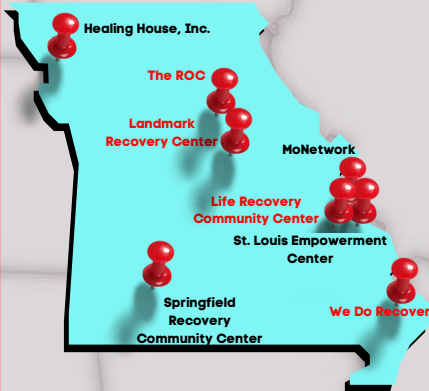 Healing House, Inc.
The ROC
Landmark
Recovery Center
MoNetwork
Life Recovery
Community Center
St. Louis Empowerment
Center
Springfield
Recovery
Community Center
We Do Recover